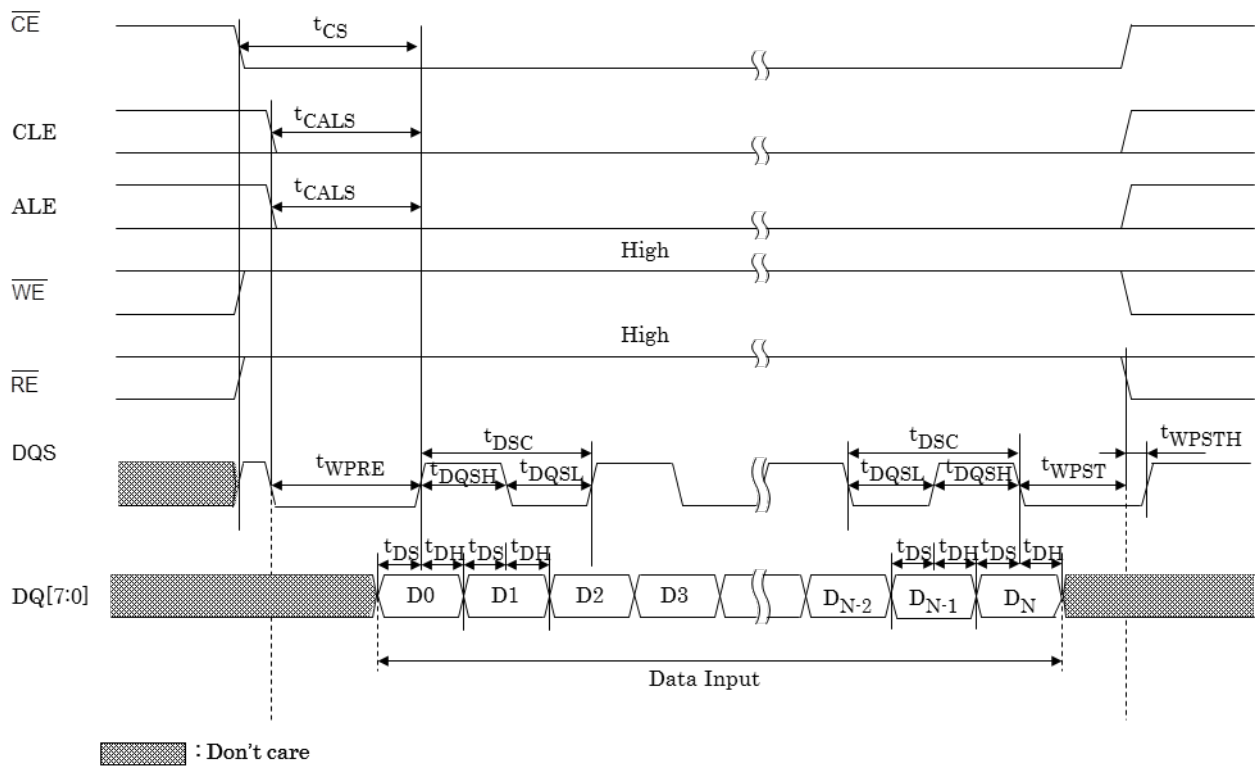 CE
tCS
CLE
tCALS
ALE
tCALS
High
WE
High
RE
DQS
tWPRE
tDSC
tDQSH
tDQSL
tDSC
tDQSL
tDQSH
tWPST
tWPSTH
DQ[7:0]
tDS
tDH
tDS
tDH
tDS
tDH
tDS
tDH
D0
D1
D2
D3
DN-2
DN-1
DN
Data Input
: Don't care